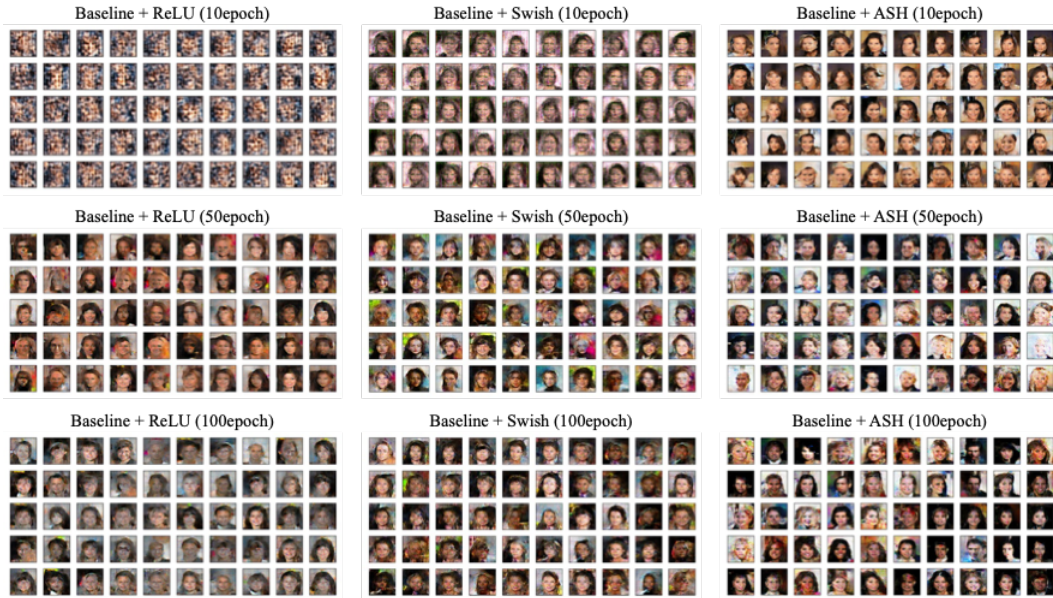 Baseline + ReLU (10epoch)
Baseline + Swish (10epoch)
Baseline + ASH (10epoch)
Baseline + ReLU (50epoch)
Baseline + Swish (50epoch)
Baseline + ASH (50epoch)
Baseline + ReLU (100epoch)
Baseline + Swish (100epoch)
Baseline + ASH (100epoch)